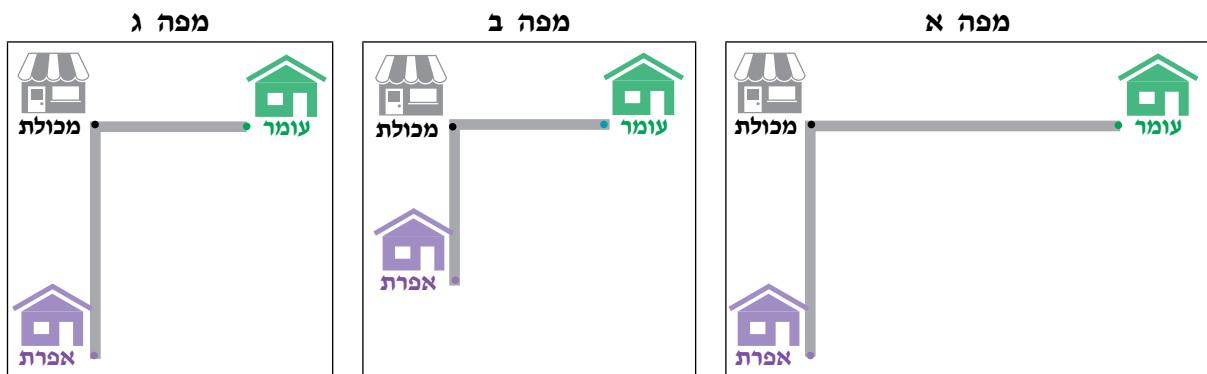 מפה א
עומר
מכולת
אפרת
מפה ב
עומר
מכולת
אפרת
מפה ג
עומר
מכולת
אפרת